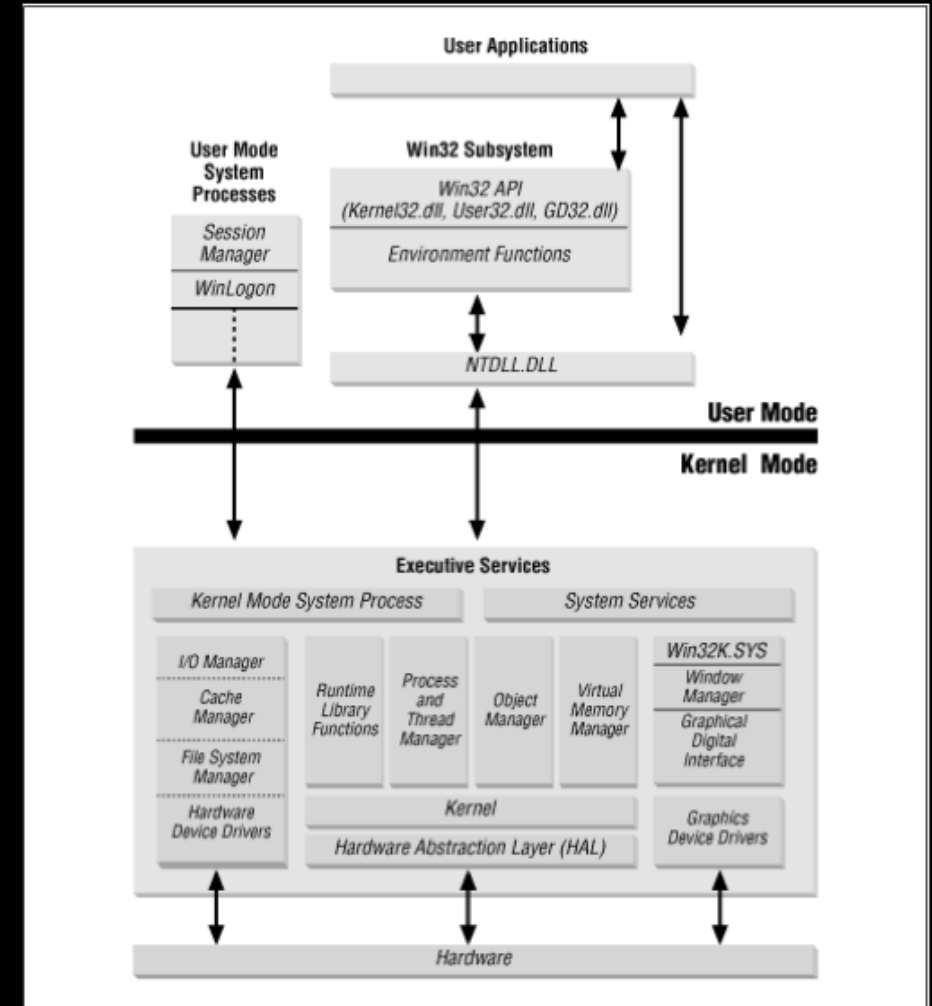 User Applications
User Mode
System
Processes
Win32 Subsystem
Win32 API
(Kernel32.dll, User32.dll, GD32.dll)
Environment Functions
Session
Manager
WinLogon
NTDLL.DLL
User Mode
Kernel Mode
Executive Services
Kernel Mode System Process
System Services
I/O Manager
Cache
Manager
File System
Manager
Hardware
Device Drivers
Runtime
Library
Functions
Process
and
Thread
Manager
Object
Manager
Virtual
Memory
Manager
Win32K.SYS
Window
Manager
Graphical
Digital
Interface
Kernel
Hardware Abstraction Layer (HAL)
Graphics
Device Drivers
Hardware